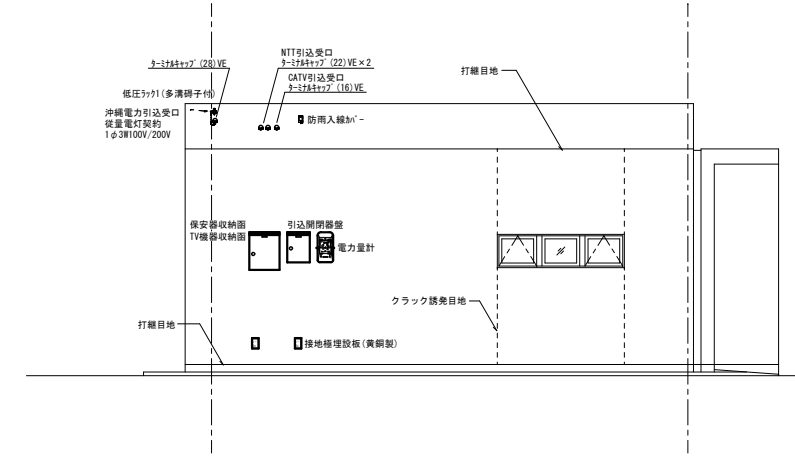 NTT引込受口
ﾀｰﾐﾅﾙｷｬｯﾌﾟ(22)VE×2
ﾀｰﾐﾅﾙｷｬｯﾌﾟ(28)VE
CATV引込受口
ﾀｰﾐﾅﾙｷｬｯﾌﾟ(16)VE
打継目地
低圧ﾗｯｸ1(多溝碍子付)
沖縄電力引込受口
従量電灯契約
1φ3W100V/200V
防雨入線ｶﾊﾞｰ
保安器収納函
TV機器収納函
引込開閉器盤
電力量計
クラック誘発目地
打継目地
接地極埋設板(黄銅製)